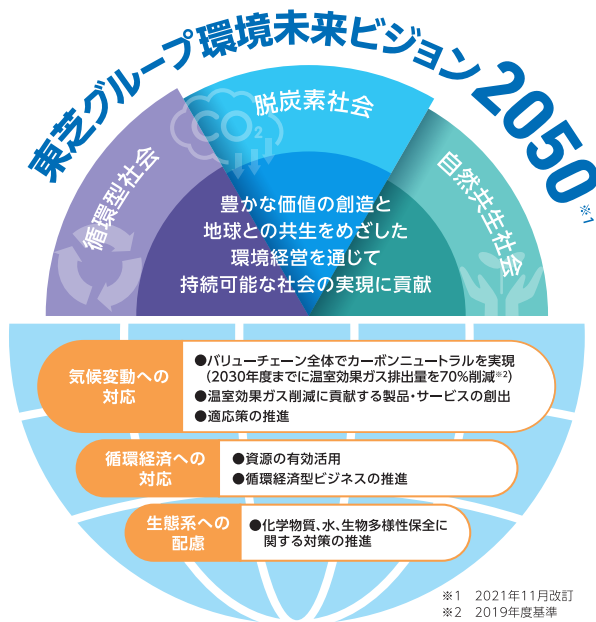 東芝グループ環境未来ビジョン2050※1
循環型社会
CO2
脱炭素社会
自然共生社会
豊かな価値の創造と
地球との共生をめざした
環境経営を通じて
持続可能な社会の実現に貢献
気候変動への
対応
●バリューチェーン全体でカーボンニュートラルを実現
(2030年度までに温室効果ガス排出量を70%削減※2)
●温室効果ガス削減に貢献する製品・サービスの創出
●適応策の推進
循環経済への
対応
●資源の有効活用
●循環経済型ビジネスの推進
生態系への
配慮
●化学物質、水、生物多様性保全に
関する対策の推進
※1 2021年11月改訂
※2 2019年度基準